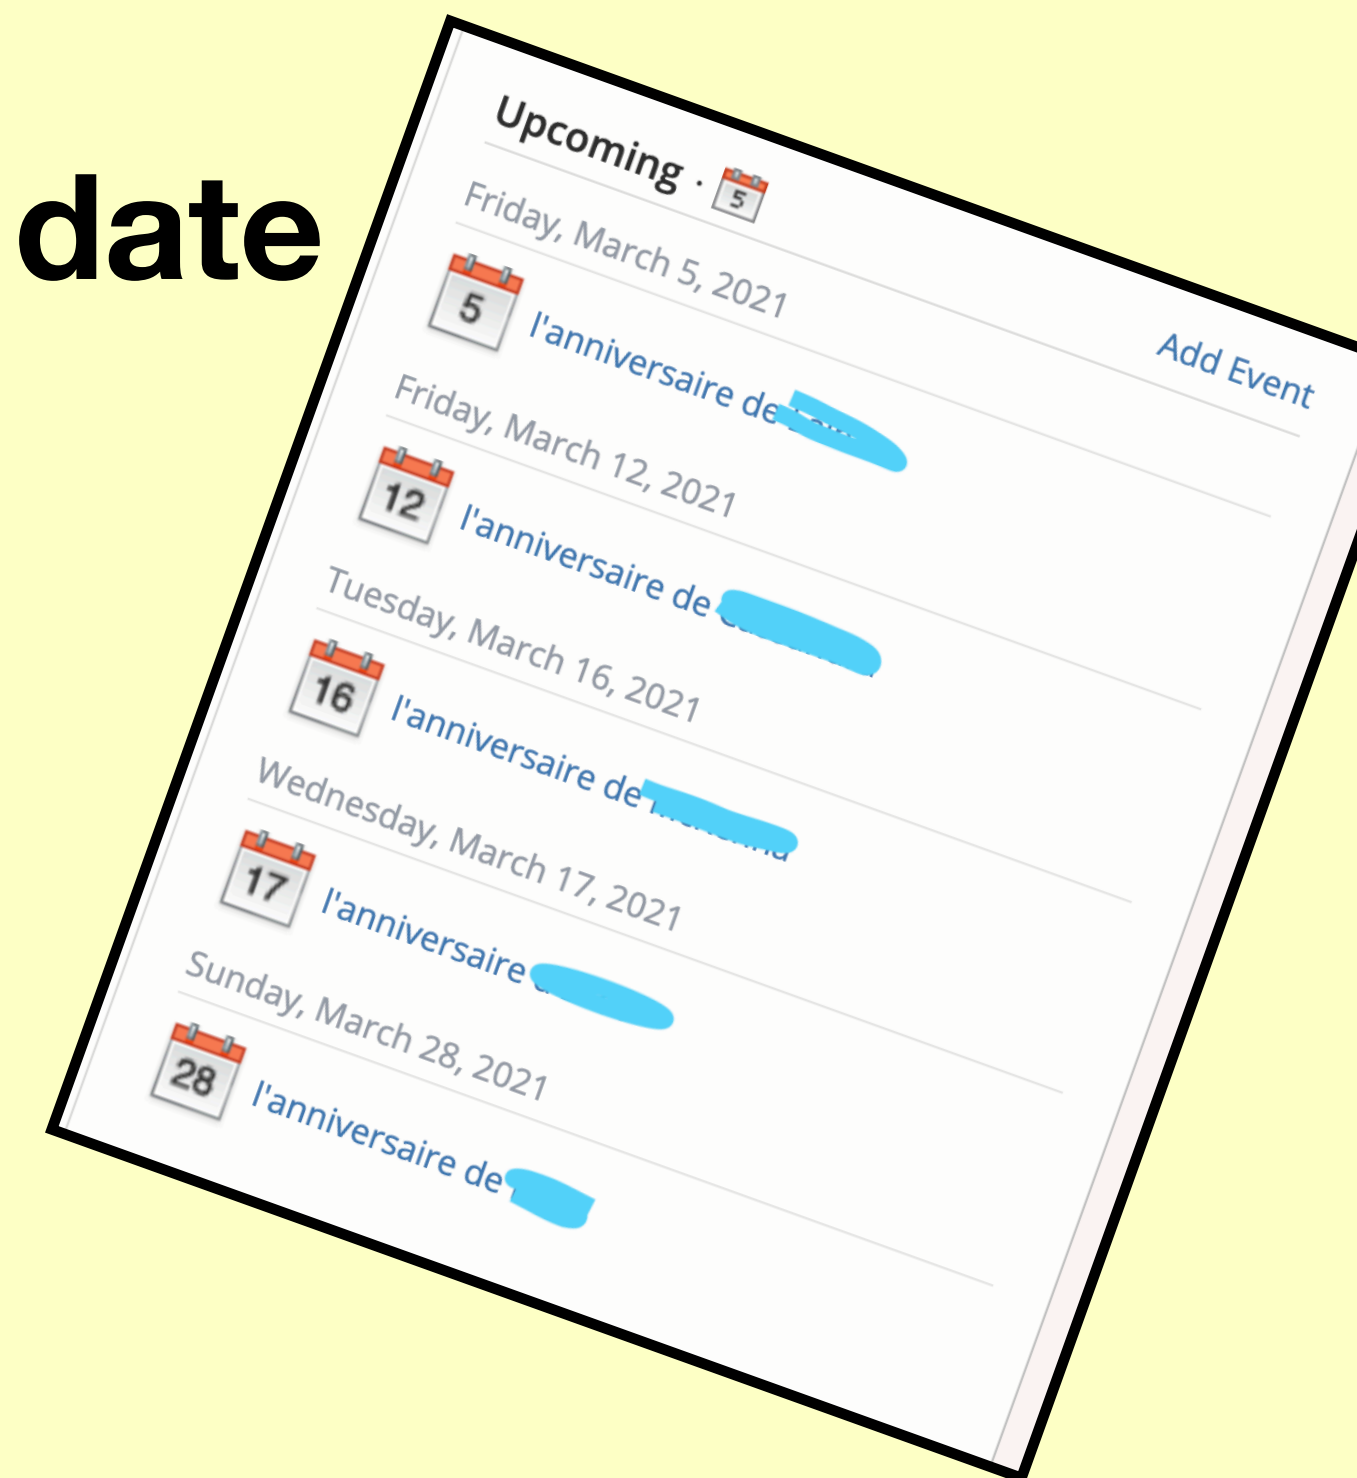 date
Upcoming · 5
Add Event
Friday, March 5, 2021
5 l'anniversaire de
Friday, March 12, 2021
12 l'anniversaire de
Tuesday, March 16, 2021
16 l'anniversaire de
Wednesday, March 17, 2021
17 l'anniversaire
Sunday, March 28, 2021
28 l'anniversaire de